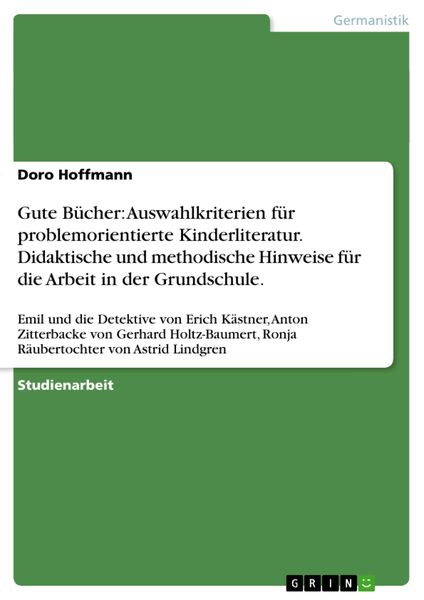 Germanistik
Doro Hoffmann
Gute Bücher: Auswahlkriterien für
problemorientierte Kinderliteratur.
Didaktische und methodische Hinweise für
die Arbeit in der Grundschule.
Emil und die Detektive von Erich Kästner, Anton
Zitterbacke von Gerhard Holtz-Baumert, Ronja
Räubertochter von Astrid Lindgren
Studienarbeit
GRIN